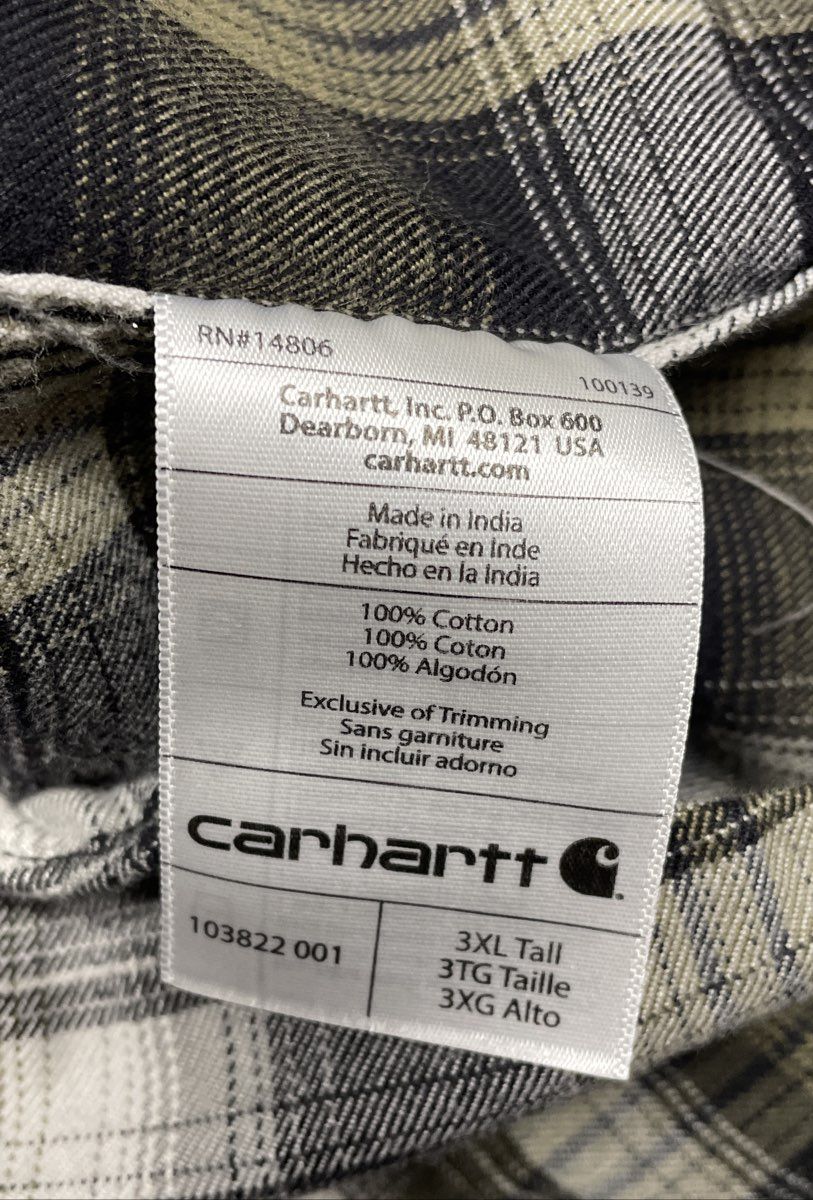 RN#14806
100139
Carhartt, Inc. P.O. Box 600
Dearborn, MI 48121 USA
carhartt.com
Made in India
Fabriqué en Inde
Hecho en la India
100% Cotton
100% Coton
100% Algodón
Exclusive of Trimming
Sans garniture
Sin incluir adorno
carhartt
103822 001
3XL Tall
3TG Taille
3XG Alto